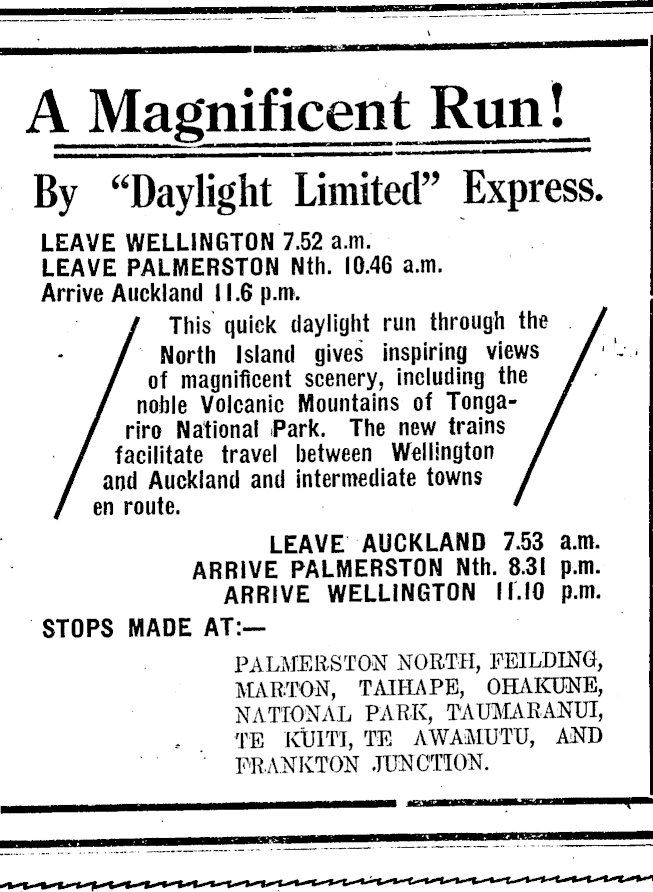 A Magnificent Run!
By "Daylight Limited" Express.
LEAVE WELLINGTON 7.52 a.m.
LEAVE PALMERSTON Nth. 10.46 a.m.
Arrive Auckland 11.6 p.m.
This quick daylight run through the
North Island gives inspiring views
of magnificent scenery, including the
noble Volcanic Mountains of Tonga-
riro National Park. The new trains
facilitate travel between Wellington
and Auckland and intermediate towns
en route.
LEAVE AUCKLAND 7.53 a.m.
ARRIVE PALMERSTON Nth. 8.31 p.m.
ARRIVE WELLINGTON 11.10 p.m.
STOPS MADE AT:—
PALMERSTON NORTH, FEILDING,
MARTON, TAIHAPE, OHAKUNE,
NATIONAL PARK, TAUMARANUI,
TE KUITI, TE AWAMUTU, AND
FRANKTON JUNCTION.